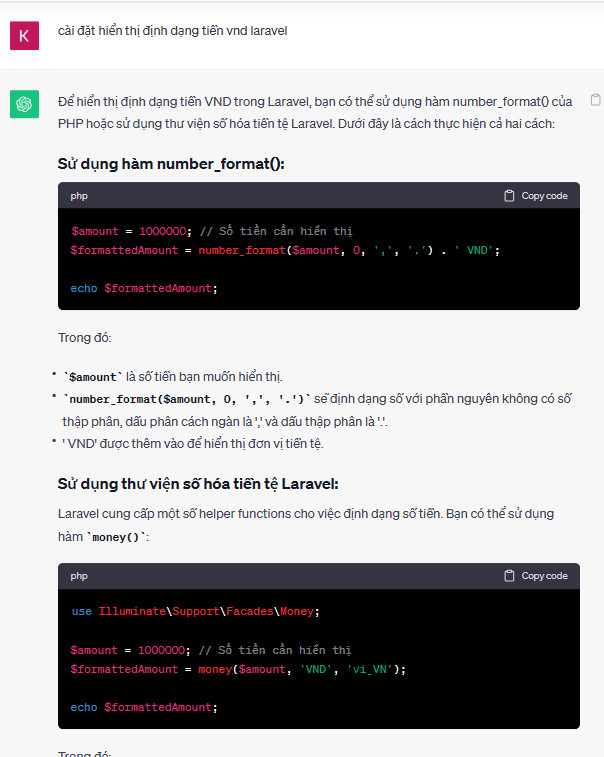 K
cài đặt hiển thị định dạng tiền vnd laravel
Để hiển thị định dạng tiền VND trong Laravel, bạn có thể sử dụng hàm number_format() của
PHP hoặc sử dụng thư viện số hóa tiền tệ Laravel. Dưới đây là cách thực hiện cả hai cách:
Sử dụng hàm number_format():
php
Copy code
$amount = 1000000; // Số tiền cần hiển thị
$formattedAmount = number_format($amount, 0, ',', '.') . ' VND';
echo $formattedAmount;
Trong đó:
• `$amount` là số tiền bạn muốn hiển thị.
• `number_format($amount, 0, ',', '.')` sẽ định dạng số với phần nguyên không có số
thập phân, dấu phân cách ngàn là ',' và dấu thập phân là '.'.
• ' VND' được thêm vào để hiển thị đơn vị tiền tệ.
Sử dụng thư viện số hóa tiền tệ Laravel:
Laravel cung cấp một số helper functions cho việc định dạng số tiền. Bạn có thể sử dụng
hàm `money()`:
php
Copy code
use Illuminate\Support\Facades\Money;
$amount = 1000000; // Số tiền cần hiển thị
$formattedAmount = money($amount, 'VND', 'vi_VN');
echo $formattedAmount;
Trong đó: